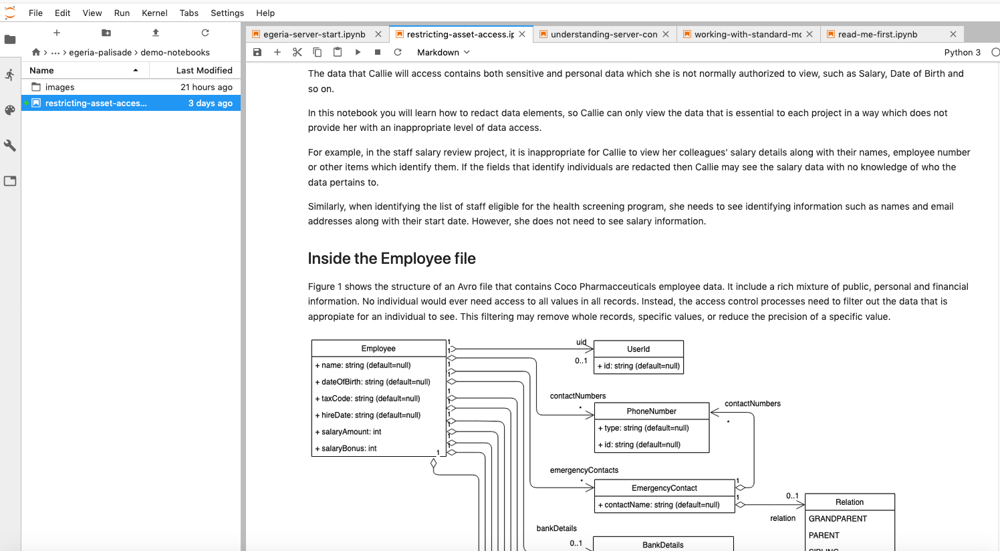 File Edit View Run Kernel Tabs Settings Help
egeria-server-start.ipynb restricting-asset-access.ip understanding-server-con working-with-standard-mo read-me-first.ipynb
... > egeria-palisade > demo-notebooks
Markdown Python 3
Name Last Modified
images 21 hours ago
restricting-asset-acces... 3 days ago
The data that Callie will access contains both sensitive and personal data which she is not normally authorized to view, such as Salary, Date of Birth and
so on.
In this notebook you will learn how to redact data elements, so Callie can only view the data that is essential to each project in a way which does not
provide her with an inappropriate level of data access.
For example, in the staff salary review project, it is inappropriate for Callie to view her colleagues' salary details along with their names, employee number
or other items which identify them. If the fields that identify individuals are redacted then Callie may see the salary data with no knowledge of who the
data pertains to.
Similarly, when identifying the list of staff eligible for the health screening program, she needs to see identifying information such as names and email
addresses along with their start date. However, she does not need to see salary information.
Inside the Employee file
Figure 1 shows the structure of an Avro file that contains Coco Pharmacceuticals employee data. It include a rich mixture of public, personal and financial
information. No individual would ever need access to all values in all records. Instead, the access control processes need to filter out the data that is
appropiate for an individual to see. This filtering may remove whole records, specific values, or reduce the precision of a specific value.
Employee
+ name: string (default=null)
+ dateOfBirth: string (default=null)
+ taxCode: string (default=null)
+ hireDate: string (default=null)
+ salaryAmount: int
+ salaryBonus: int
1
1
1
1
1
1
1
1
1
1
uid
0..1
UserId
+ id: string (default=null)
contactNumbers
*
PhoneNumber
+ type: string (default=null)
+ id: string (default=null)
contactNumbers
*
emergencyContacts
*
EmergencyContact
+ contactName: string (default=null)
1
1
0..1
relation
Relation
GRANDPARENT
PARENT
SIBLING
bankDetails
0..1
BankDetails